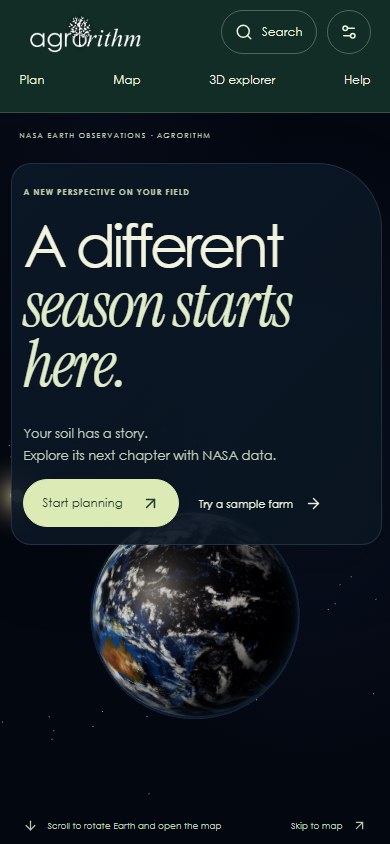 agrorithm
Search
Plan
Map
3D explorer
Help
NASA EARTH OBSERVATIONS · AGRORITHM
A NEW PERSPECTIVE ON YOUR FIELD
A different
season starts
here.
Your soil has a story.
Explore its next chapter with NASA data.
Start planning
Try a sample farm
Scroll to rotate Earth and open the map
Skip to map